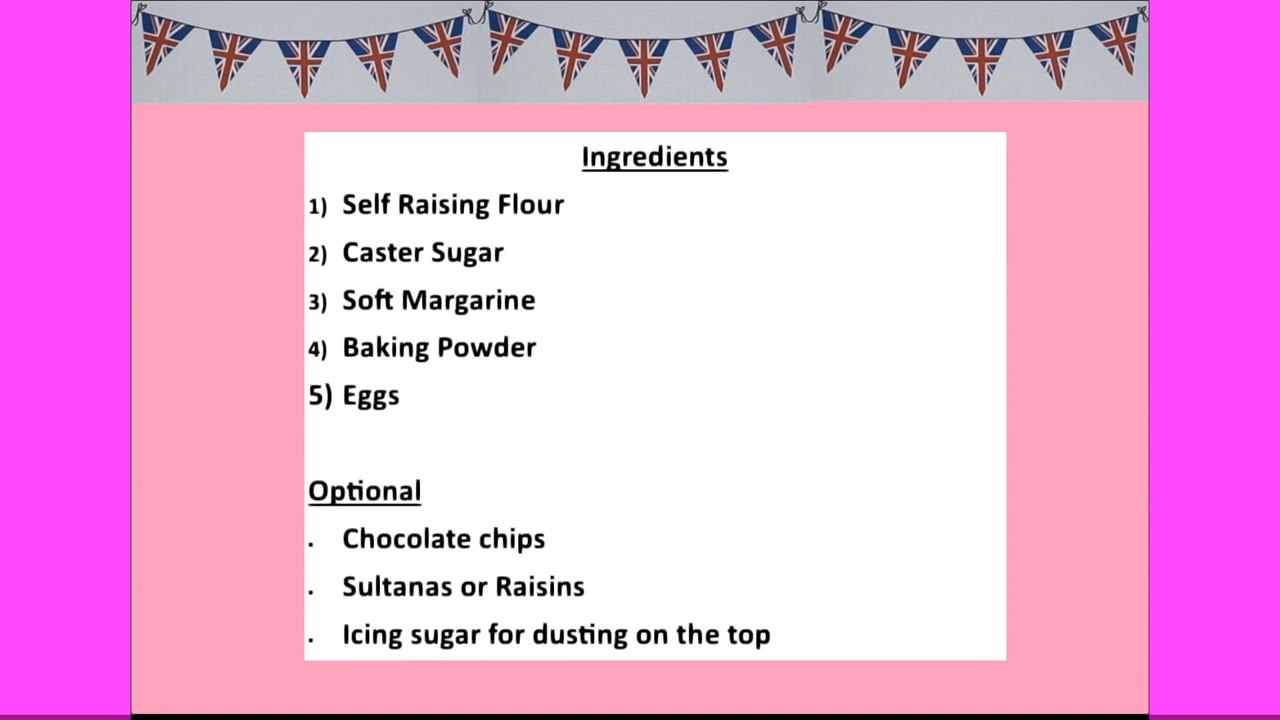 Ingredients
1) Self Raising Flour
2) Caster Sugar
3) Soft Margarine
4) Baking Powder
5) Eggs
Optional
. Chocolate chips
. Sultanas or Raisins
. Icing sugar for dusting on the top